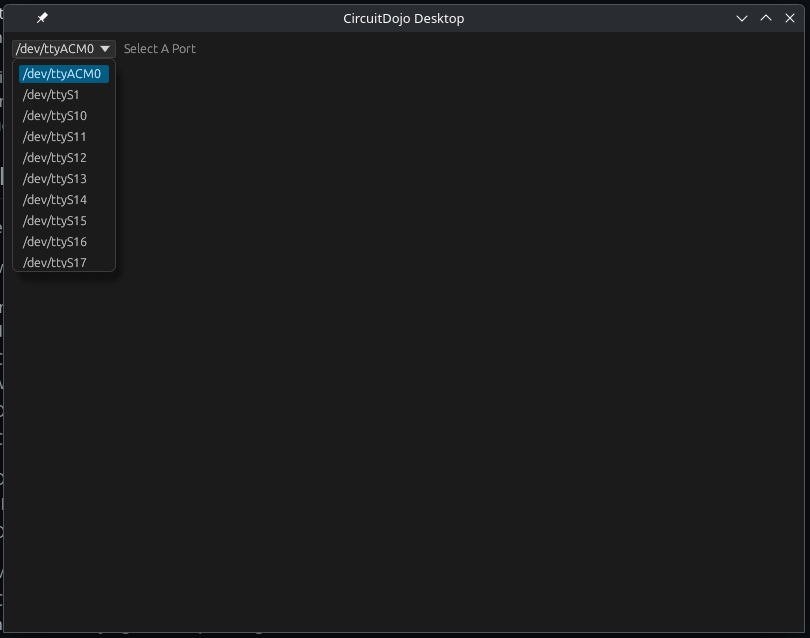 CircuitDojo Desktop
/dev/ttyACM0 Select A Port
/dev/ttyACM0
/dev/ttyS1
/dev/ttyS10
/dev/ttyS11
/dev/ttyS12
/dev/ttyS13
/dev/ttyS14
/dev/ttyS15
/dev/ttyS16
/dev/ttyS17